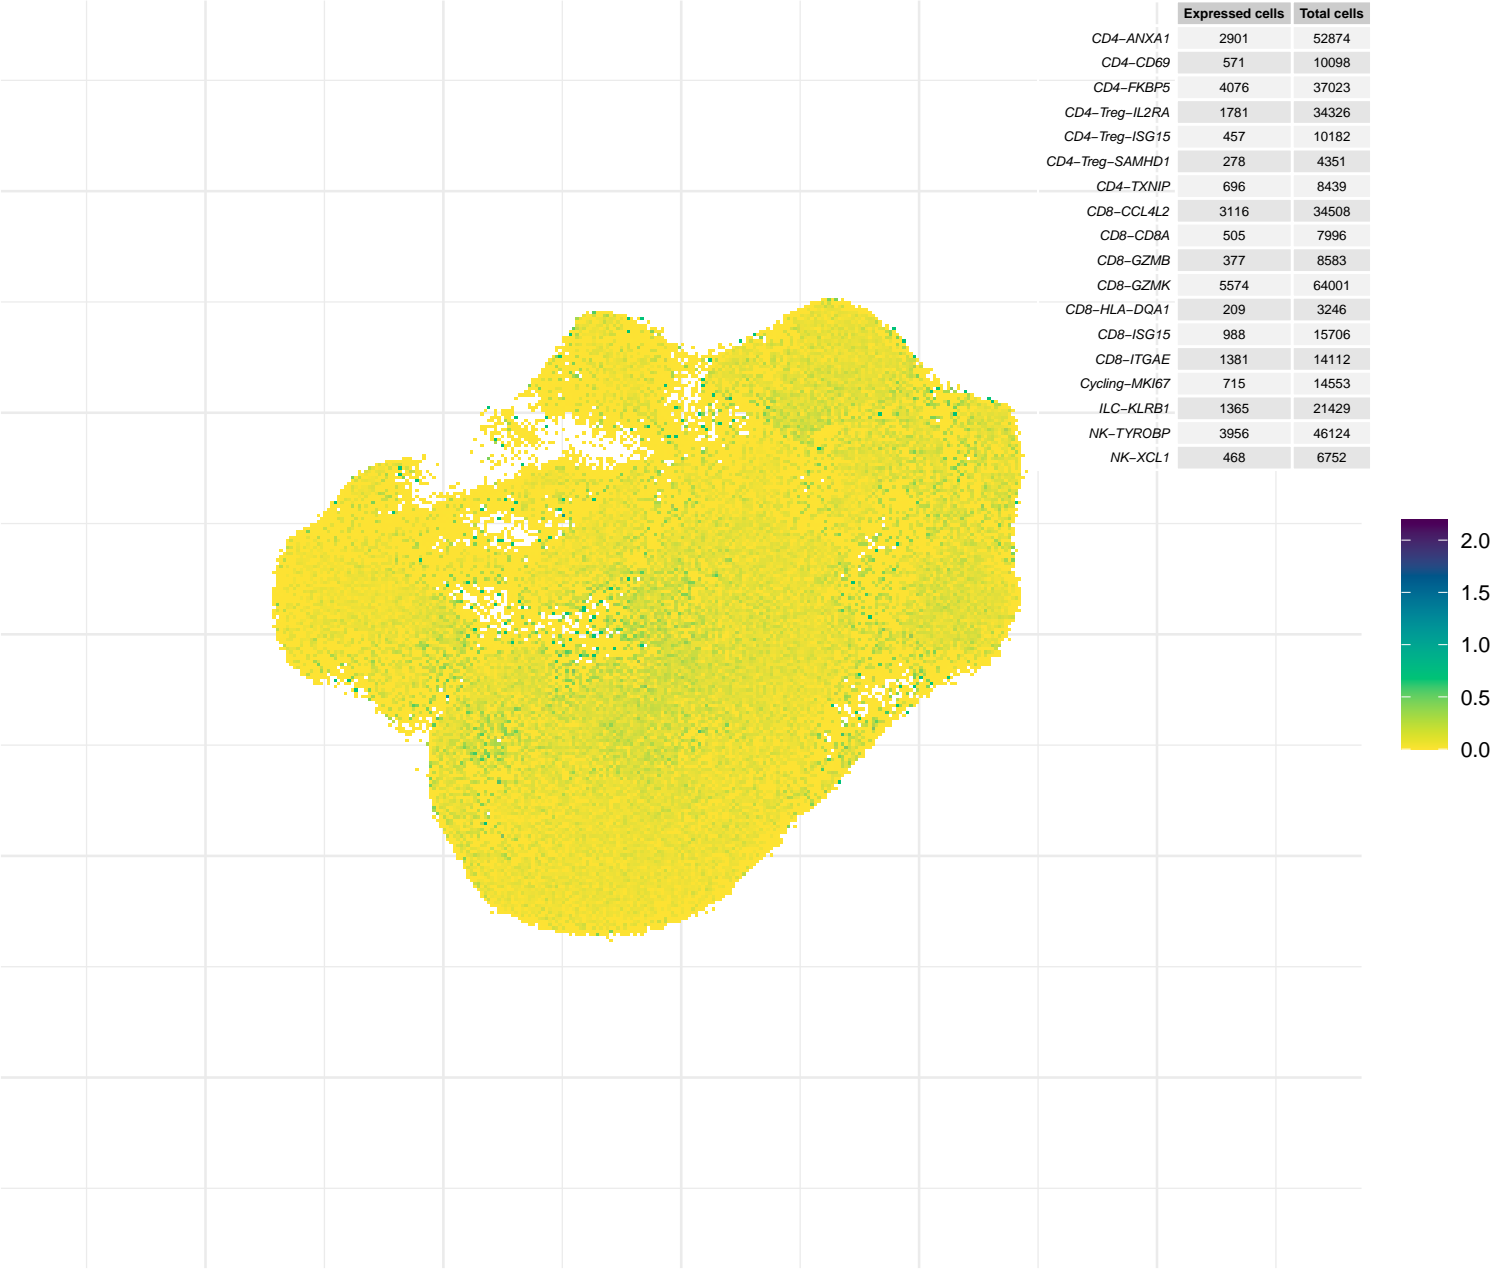 Expressed cells Total cells
CD4−ANXA1 2901 52874
CD4−CD69 571 10098
CD4−FKBP5 4076 37023
CD4−Treg−IL2RA 1781 34326
CD4−Treg−ISG15 457 10182
CD4−Treg−SAMHD1 278 4351
CD4−TXNIP 696 8439
CD8−CCL4L2 3116 34508
CD8−CD8A 505 7996
CD8−GZMB 377 8583
CD8−GZMK 5574 64001
CD8−HLA−DQA1 209 3246
CD8−ISG15 988 15706
CD8−ITGAE 1381 14112
Cycling−MKI67 715 14553
ILC−KLRB1 1365 21429
NK−TYROBP 3956 46124
NK−XCL1 468 6752
2.0
1.5
1.0
0.5
0.0